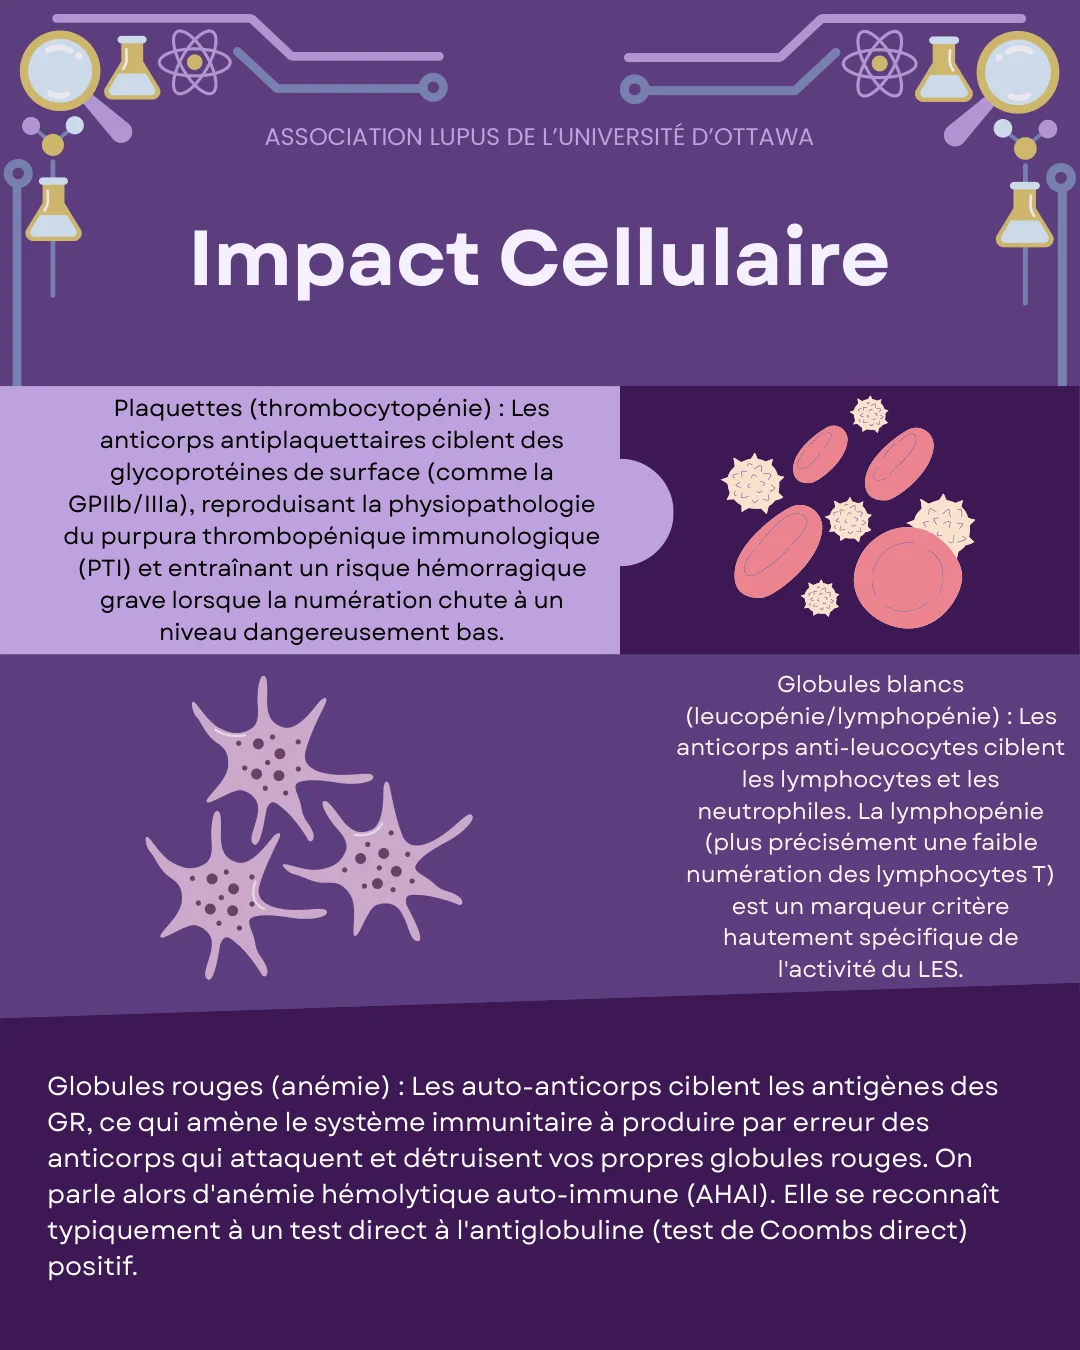 ASSOCIATION LUPUS DE L’UNIVERSITÉ D’OTTAWA
Impact Cellulaire
Plaquettes (thrombocytopénie) : Les
anticorps antiplaquettaires ciblent des
glycoprotéines de surface (comme la
GPIIb/IIIa), reproduisant la physiopathologie
du purpura thrombopénique immunologique
(PTI) et entraînant un risque hémorragique
grave lorsque la numération chute à un
niveau dangereusement bas.
Globules blancs
(leucopénie/lymphopénie) : Les
anticorps anti-leucocytes ciblent
les lymphocytes et les
neutrophiles. La lymphopénie
(plus précisément une faible
numération des lymphocytes T)
est un marqueur critère
hautement spécifique de
l'activité du LES.
Globules rouges (anémie) : Les auto-anticorps ciblent les antigènes des
GR, ce qui amène le système immunitaire à produire par erreur des
anticorps qui attaquent et détruisent vos propres globules rouges. On
parle alors d'anémie hémolytique auto-immune (AHAI). Elle se reconnaît
typiquement à un test direct à l'antiglobuline (test de Coombs direct)
positif.